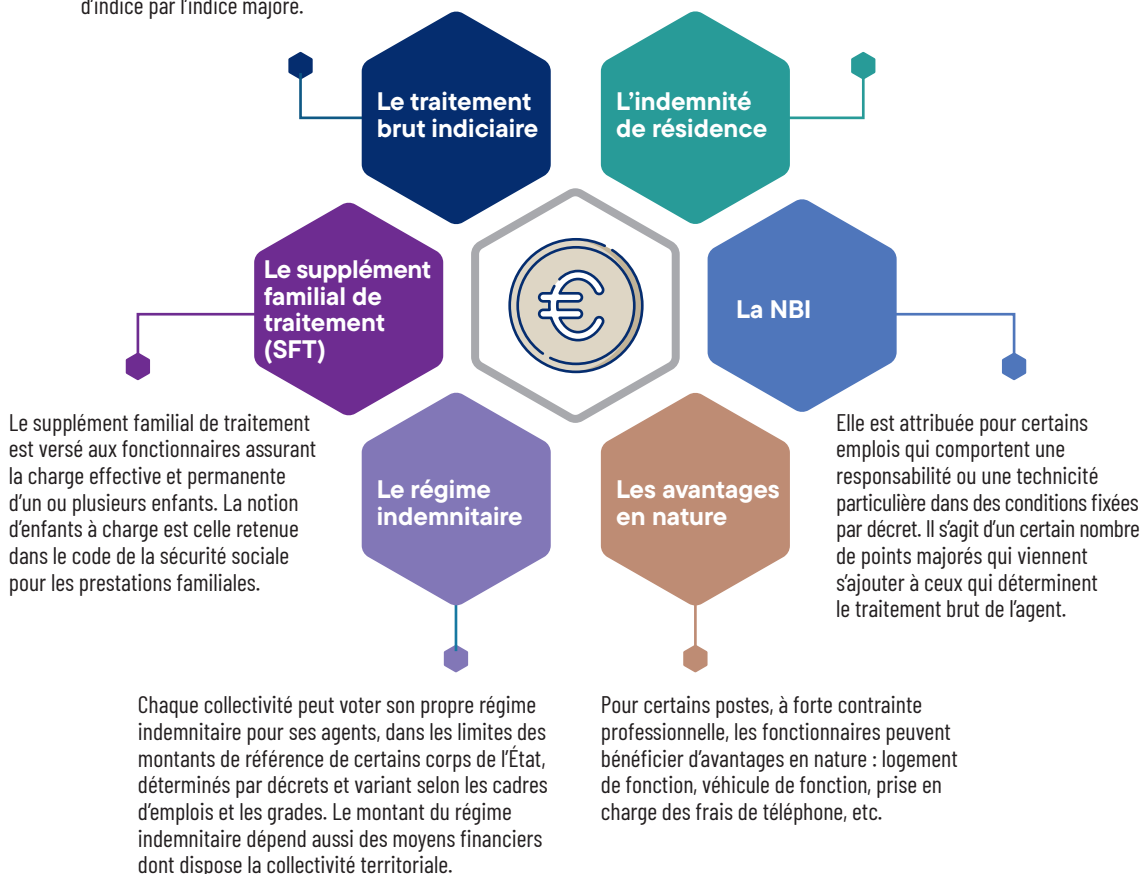 d'indice par l'indice majoré.
Le traitement
brut indiciaire
L'indemnité
de résidence
Le supplément
familial de
traitement
(SFT)
La NBI
Le supplément familial de traitement
est versé aux fonctionnaires assurant
la charge effective et permanente
d'un ou plusieurs enfants. La notion
d'enfants à charge est celle retenue
dans le code de la sécurité sociale
pour les prestations familiales.
Elle est attribuée pour certains
emplois qui comportent une
responsabilité ou une technicité
particulière dans des conditions fixées
par décret. Il s'agit d'un certain nombre
de points majorés qui viennent
s'ajouter à ceux qui déterminent
le traitement brut de l'agent.
Le régime
indemnitaire
Les avantages
en nature
Chaque collectivité peut voter son propre régime
indemnitaire pour ses agents, dans les limites des
montants de référence de certains corps de l'État,
déterminés par décrets et variant selon les cadres
d'emplois et les grades. Le montant du régime
indemnitaire dépend aussi des moyens financiers
dont dispose la collectivité territoriale.
Pour certains postes, à forte contrainte
professionnelle, les fonctionnaires peuvent
bénéficier d'avantages en nature : logement
de fonction, véhicule de fonction, prise en
charge des frais de téléphone, etc.